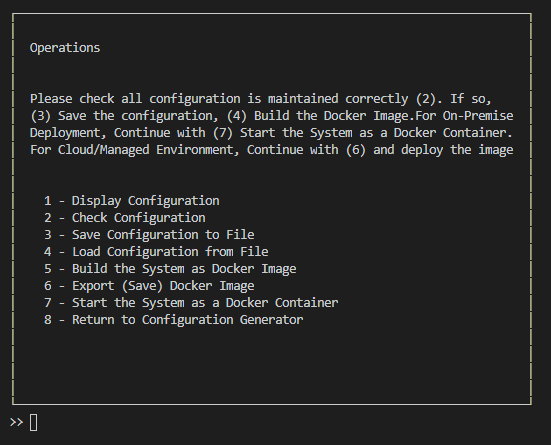 Operations
Please check all configuration is maintained correctly (2). If so,
(3) Save the configuration, (4) Build the Docker Image.For On-Premise
Deployment, Continue with (7) Start the System as a Docker Container.
For Cloud/Managed Environment, Continue with (6) and deploy the image
1 - Display Configuration
2 - Check Configuration
3 - Save Configuration to File
4 - Load Configuration from File
5 - Build the System as Docker Image
6 - Export (Save) Docker Image
7 - Start the System as a Docker Container
8 - Return to Configuration Generator
>>